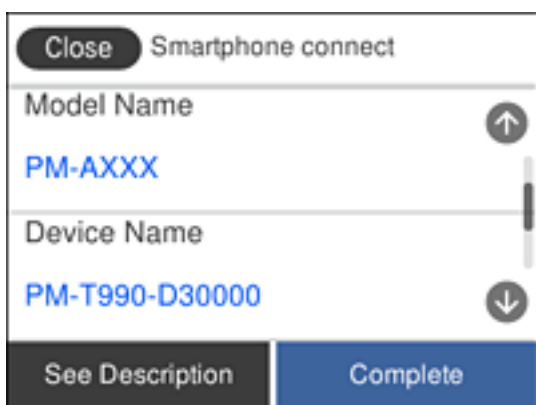 Close Smartphone connect
Model Name
PM-AXXX
Device Name
PM-T990-D30000
See Description Complete